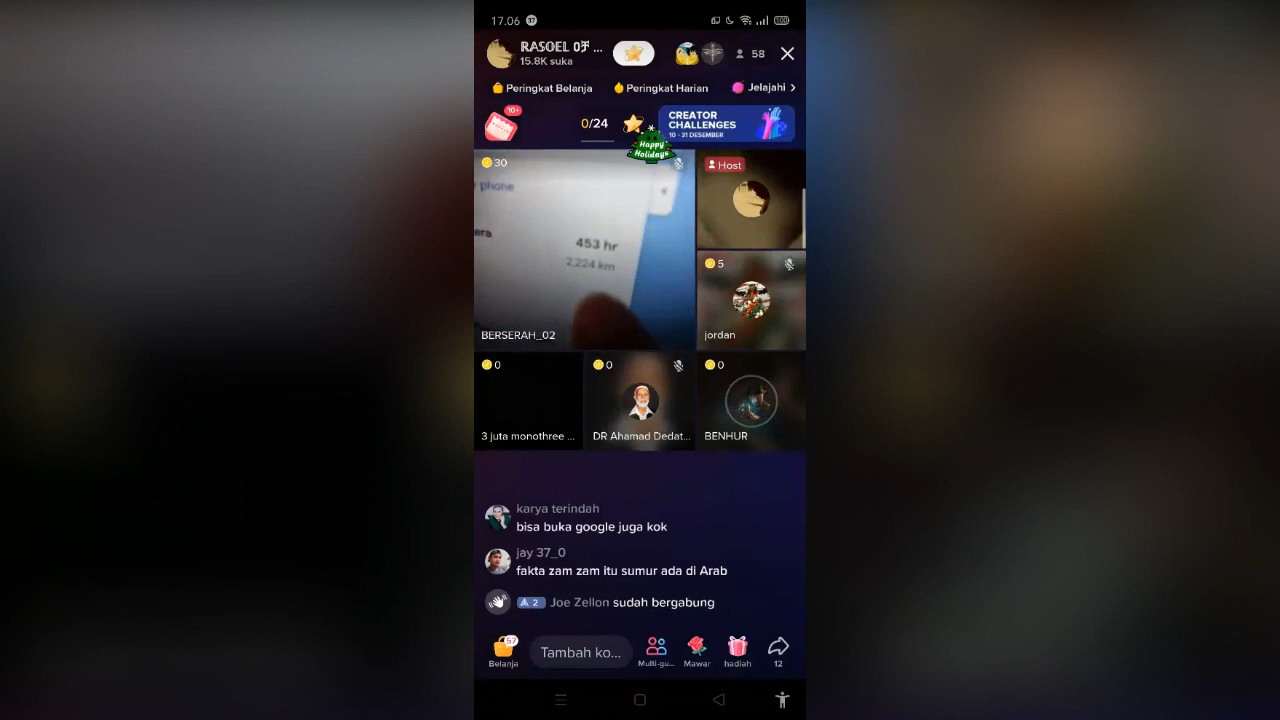 17.06 37
RASOEL 0 ...
15.8K suka
58
Peringkat Belanja
Peringkat Harian
Jelajahi
10+
0/24
CREATOR
CHALLENGES
10 - 31 DESEMBER
Happy
Holidays
30
phone
453 hr
2,224 km
BERSERAH_02
Host
5
jordan
0
3 juta monothree ...
0
DR Ahamad Dedat...
0
BENHUR
karya terindah
bisa buka google juga kok
jay 37_0
fakta zam zam itu sumur ada di Arab
2 Joe Zellon sudah bergabung
57
Belanja
Tambah ko...
Multi-gu...
Mawar
hadiah
12